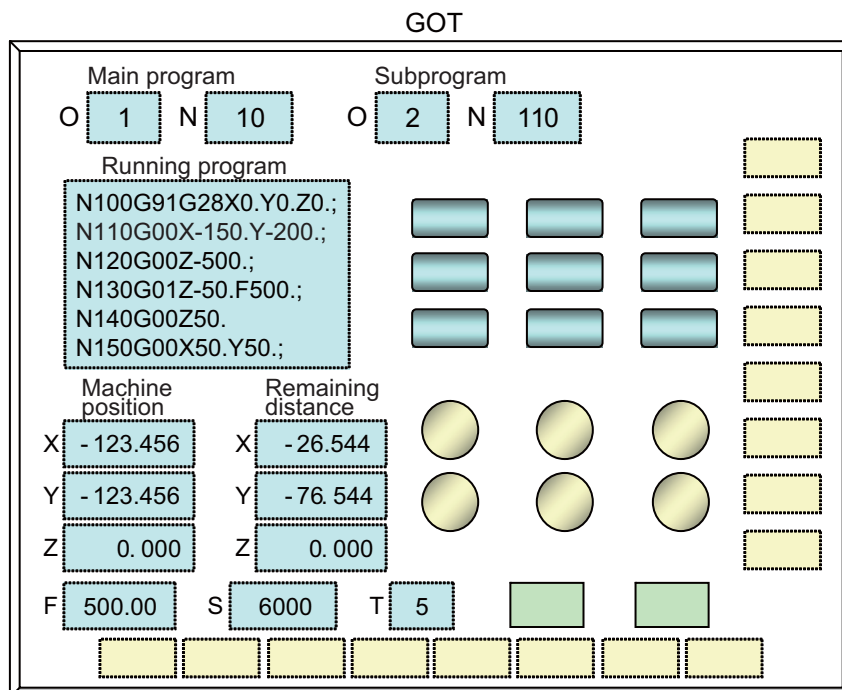 GOT
Main program
Subprogram
O 1 N 10 O 2 N 110
Running program
N100G91G28X0.Y0.Z0.;
N110G00X-150.Y-200.;
N120G00Z-500.;
N130G01Z-50.F500.;
N140G00Z50.
N150G00X50.Y50.;
Machine
position
Remaining
distance
X -123.456 X -26.544
Y -123.456 Y -76.544
Z 0.000 Z 0.000
F 500.00 S 6000 T 5